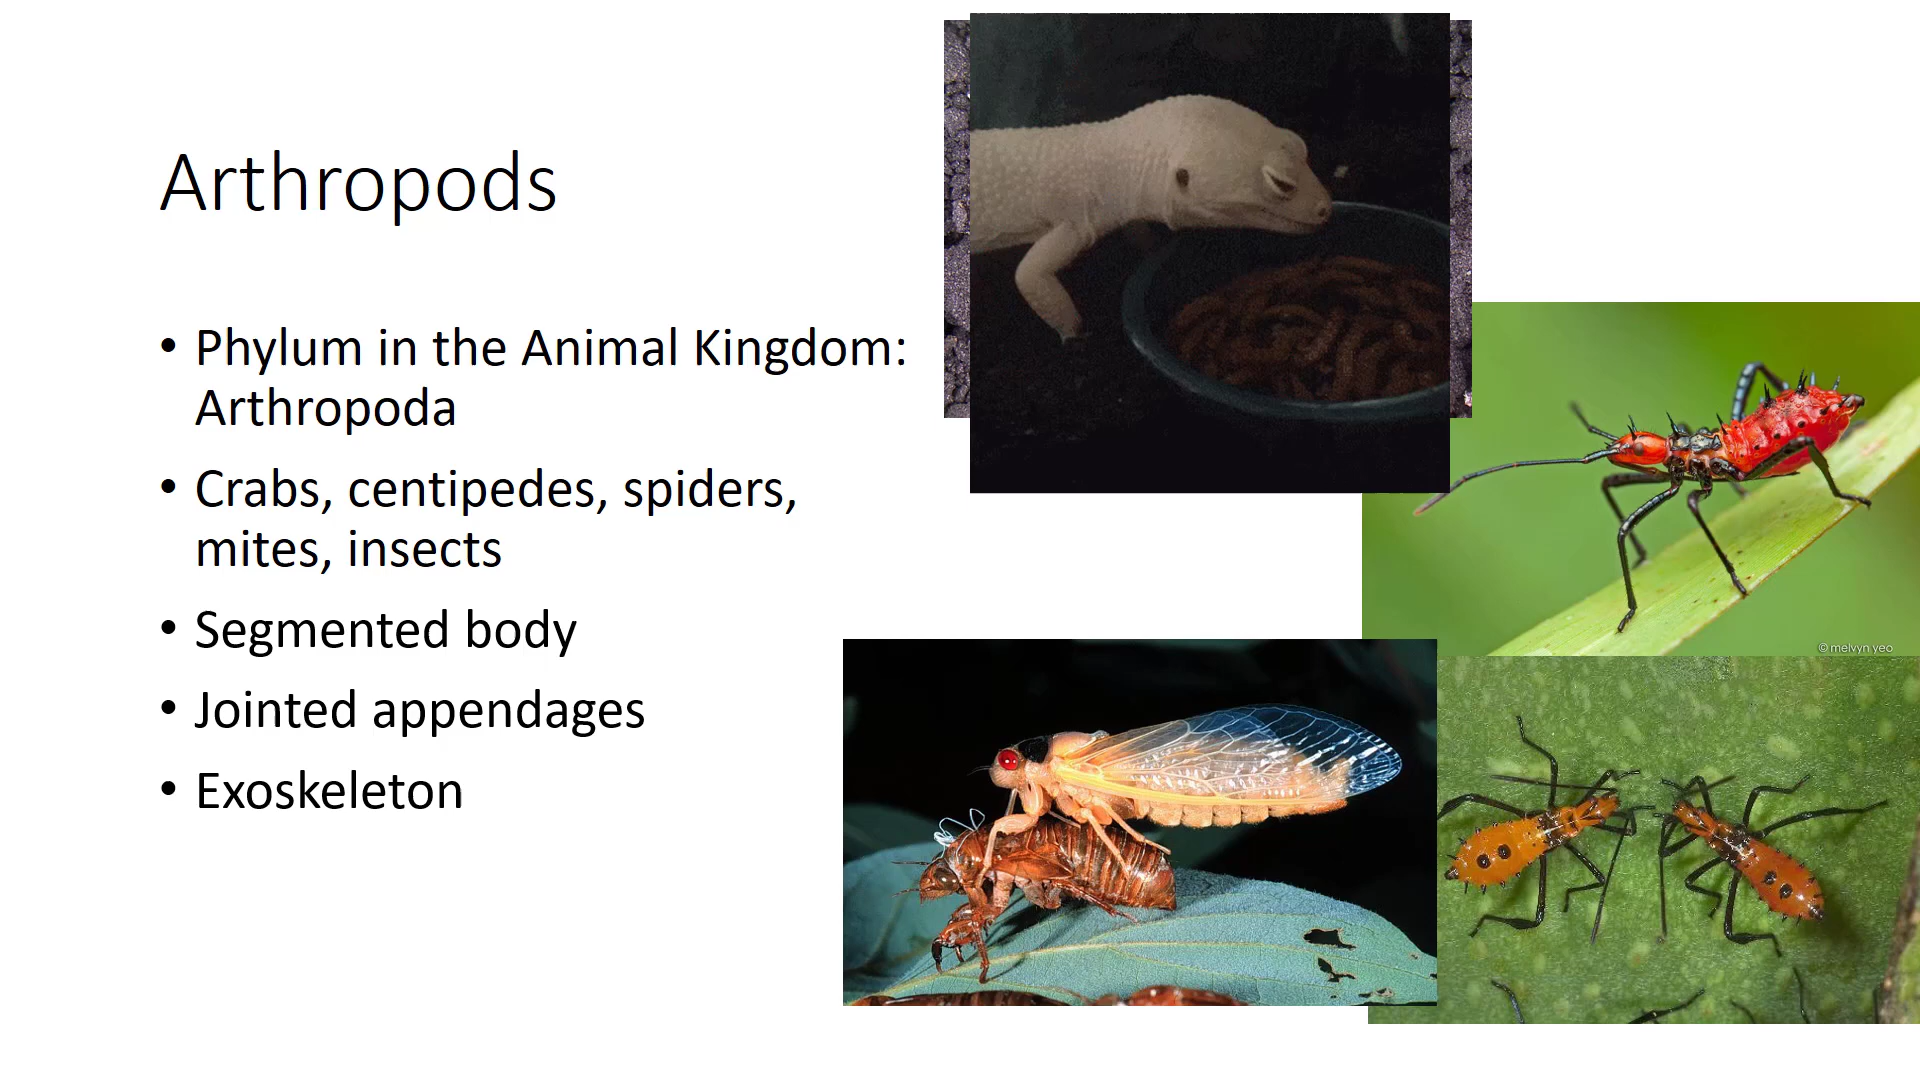 Arthropods
• Phylum in the Animal Kingdom:
Arthropoda
• Crabs, centipedes, spiders,
mites, insects
• Segmented body
• Jointed appendages
• Exoskeleton
© melvyn yeo